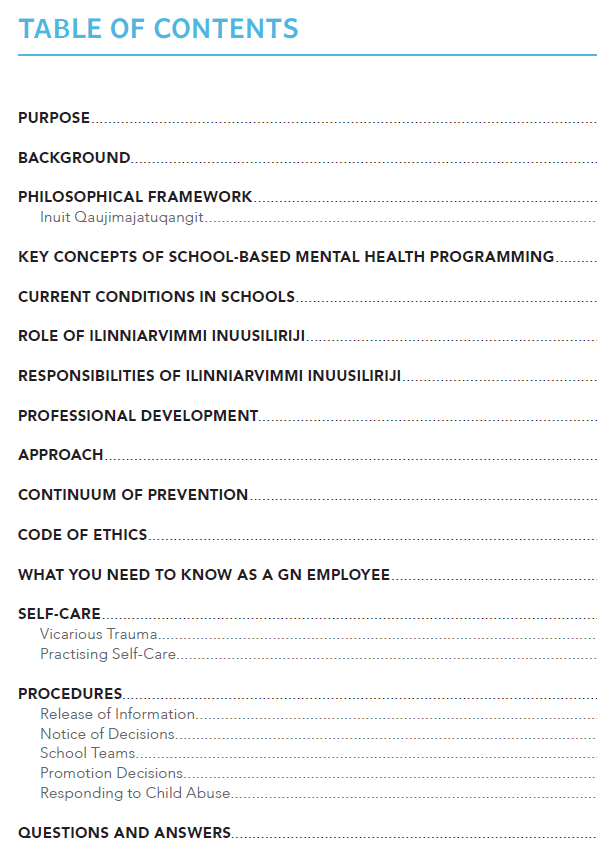 TABLE OF CONTENTS
PURPOSE
BACKGROUND
PHILOSOPHICAL FRAMEWORK
Inuit Qaujimajatuqangit
KEY CONCEPTS OF SCHOOL-BASED MENTAL HEALTH PROGRAMMING
CURRENT CONDITIONS IN SCHOOLS
ROLE OF ILINNIARVIMMI INUUSILIRIJI
RESPONSIBILITIES OF ILINNIARVIMMI INUUSILIRIJI
PROFESSIONAL DEVELOPMENT
APPROACH
CONTINUUM OF PREVENTION
CODE OF ETHICS
WHAT YOU NEED TO KNOW AS A GN EMPLOYEE
SELF-CARE
Vicarious Trauma
Practising Self-Care
PROCEDURES
Release of Information
Notice of Decisions
School Teams
Promotion Decisions
Responding to Child Abuse
QUESTIONS AND ANSWERS